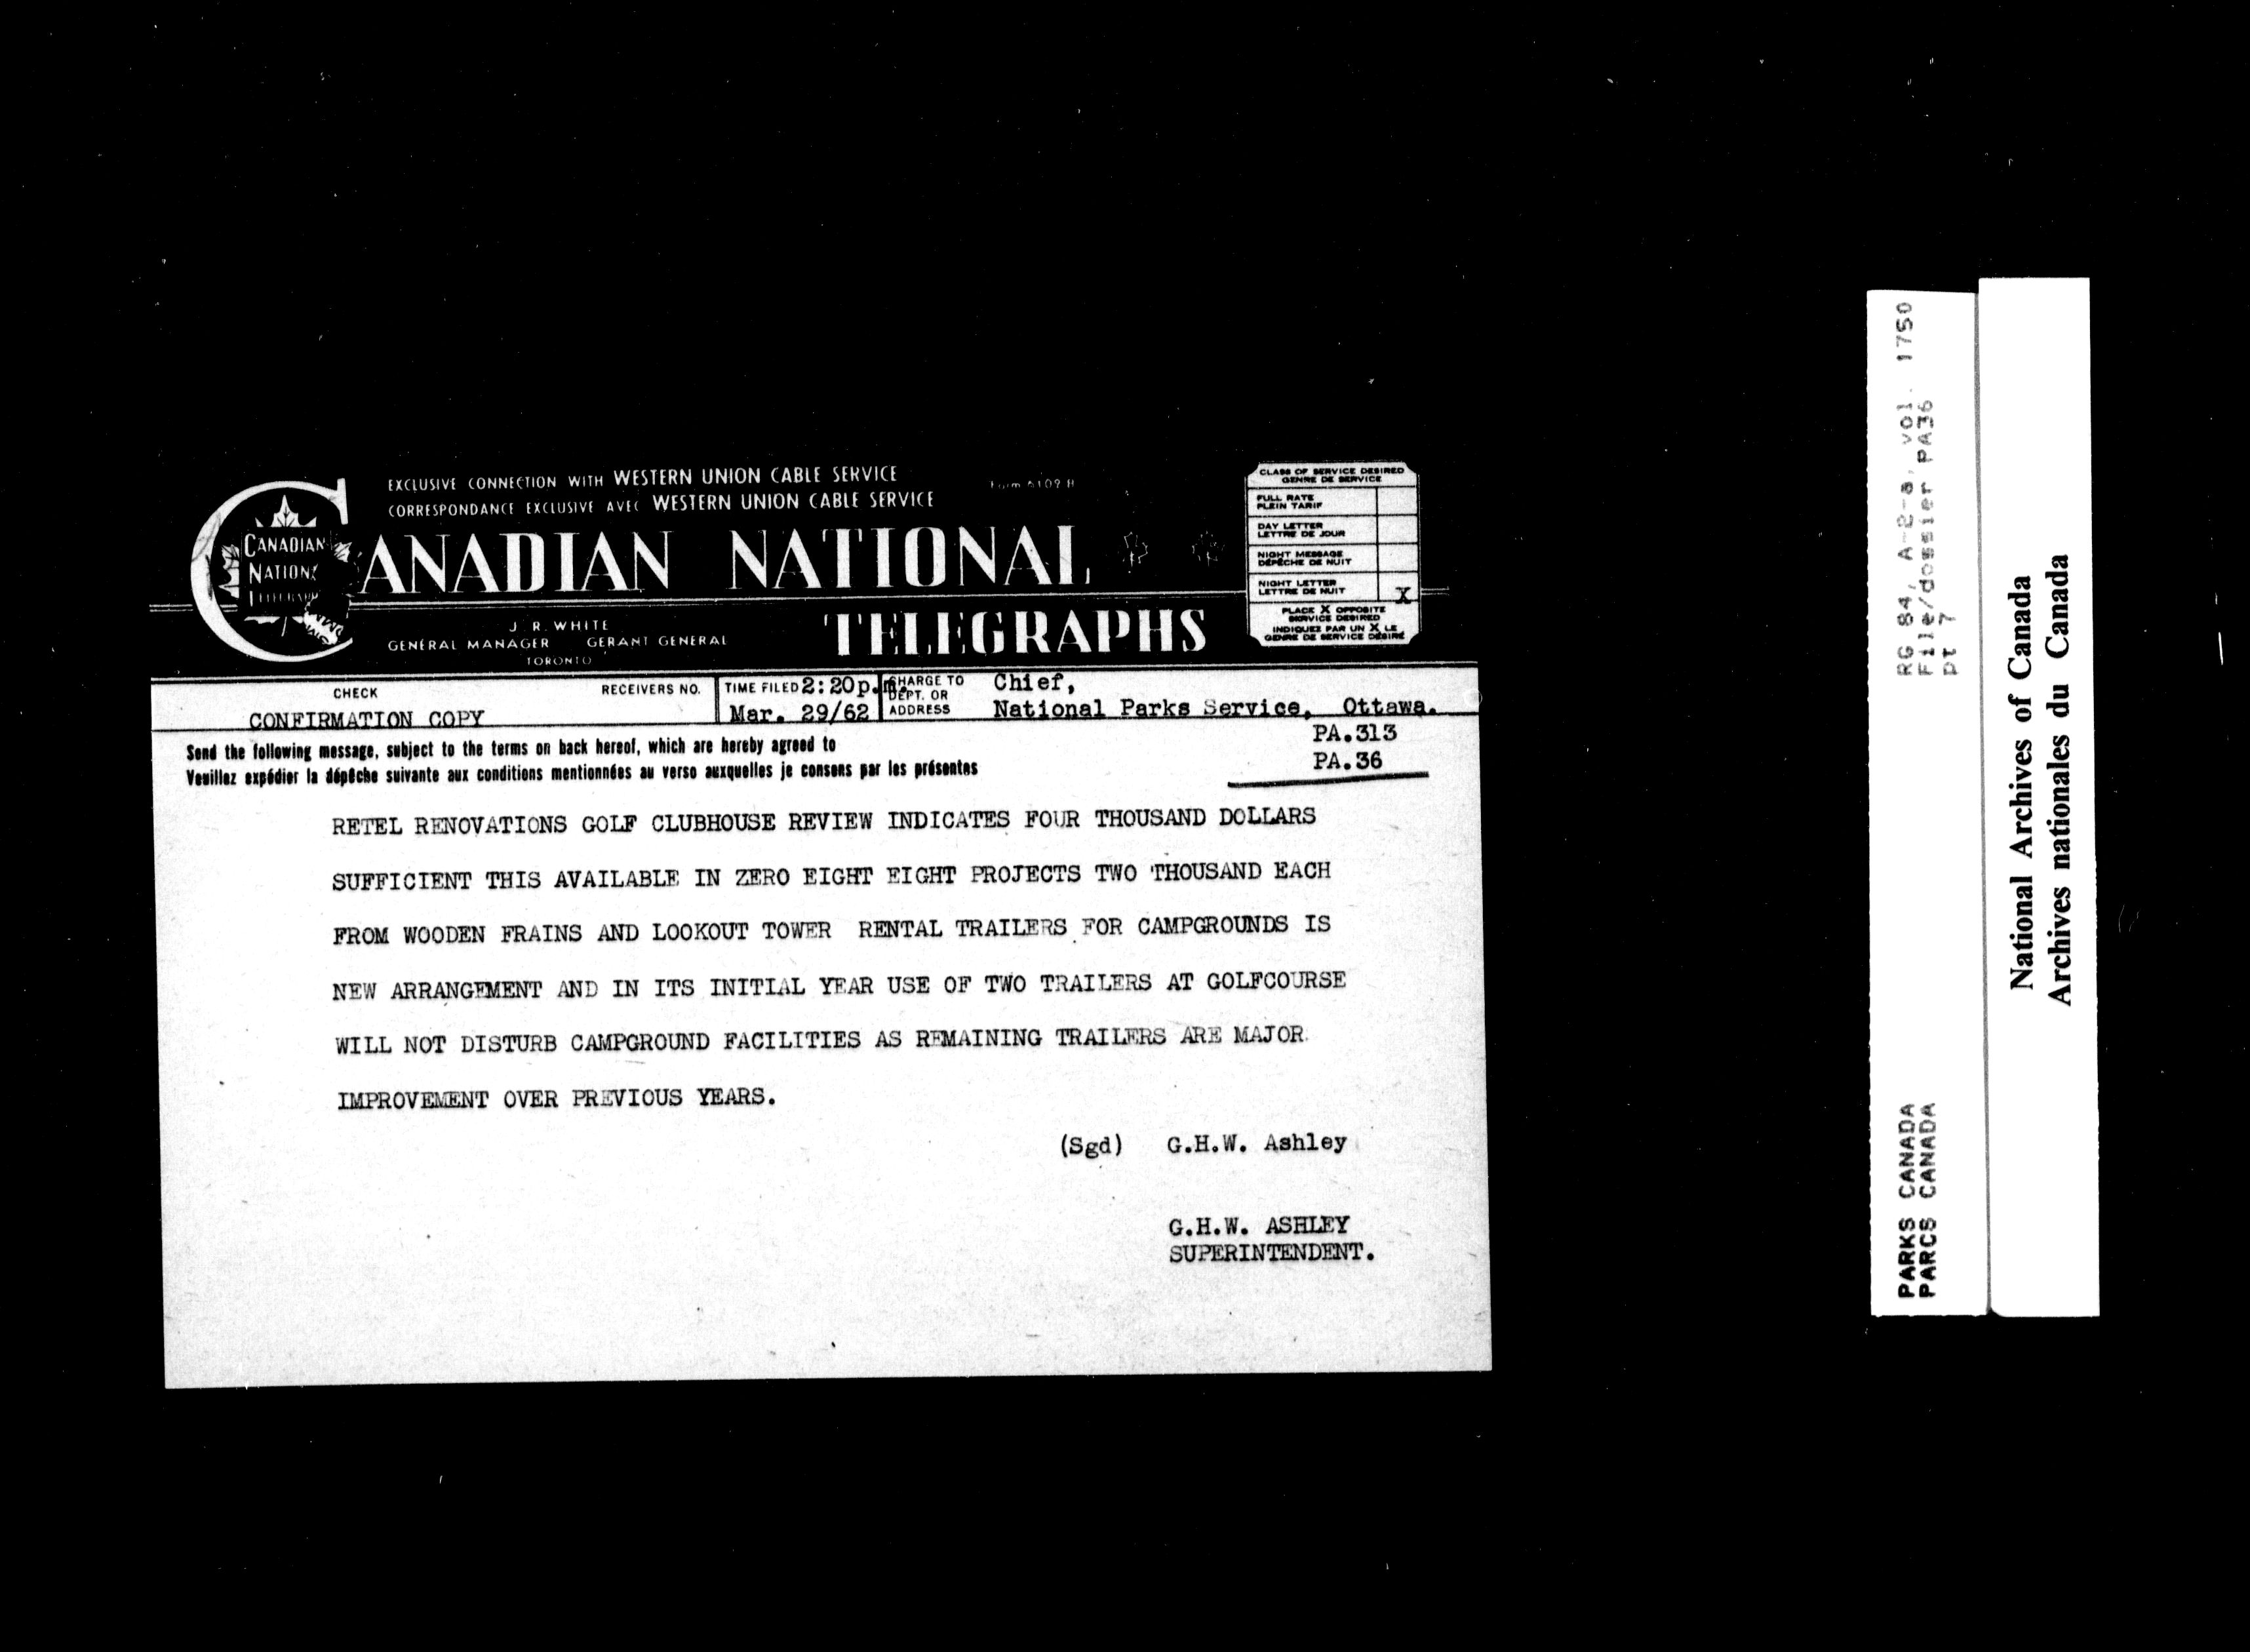 EXCLUSIVE CONNECTION WITH WESTERN UNION CABLE SERVICE
CORRESPONDANCE EXCLUSIVE AVEC WESTERN UNION CABLE SERVICE
Form 6102 B
CANADIAN NATIONAL
TELEGRAPHS
CANADIAN
NATIONAL
TELEGRAPHS
J. R. WHITE
GENERAL MANAGER GERANT GENERAL
TORONTO
CLASS OF SERVICE DESIRED
GENRE DE SERVICE
FULL RATE
PLEIN TARIF
DAY LETTER
LETTRE DE JOUR
NIGHT MESSAGE
DÉPÊCHE DE NUIT
NIGHT LETTER
LETTRE DE NUIT X
PLACE X OPPOSITE
SERVICE DESIRED
INDIQUEZ PAR UN X LE
GENRE DE SERVICE DÉSIRÉ
CHECK
CONFIRMATION COPY
RECEIVERS NO.
TIME FILED 2:20p.m.
Mar. 29/62
CHARGE TO
DEPT. OR
ADDRESS
Chief,
National Parks Service, Ottawa.
PA.313
PA.36
Send the following message, subject to the terms on back hereof, which are hereby agreed to
Veuillez expédier la dépêche suivante aux conditions mentionnées au verso auxquelles je consens par les présentes
RETEL RENOVATIONS GOLF CLUBHOUSE REVIEW INDICATES FOUR THOUSAND DOLLARS
SUFFICIENT THIS AVAILABLE IN ZERO EIGHT EIGHT PROJECTS TWO THOUSAND EACH
FROM WOODEN FRAINS AND LOOKOUT TOWER RENTAL TRAILERS FOR CAMPGROUNDS IS
NEW ARRANGEMENT AND IN ITS INITIAL YEAR USE OF TWO TRAILERS AT GOLFCOURSE
WILL NOT DISTURB CAMPGROUND FACILITIES AS REMAINING TRAILERS ARE MAJOR
IMPROVEMENT OVER PREVIOUS YEARS.
(Sgd) G.H.W. Ashley
G.H.W. ASHLEY
SUPERINTENDENT.
RG 84, A-2-a, vol. 1750
File/dossier PA36
pt 7
PARKS CANADA
PARCS CANADA
National Archives of Canada
Archives nationales du Canada